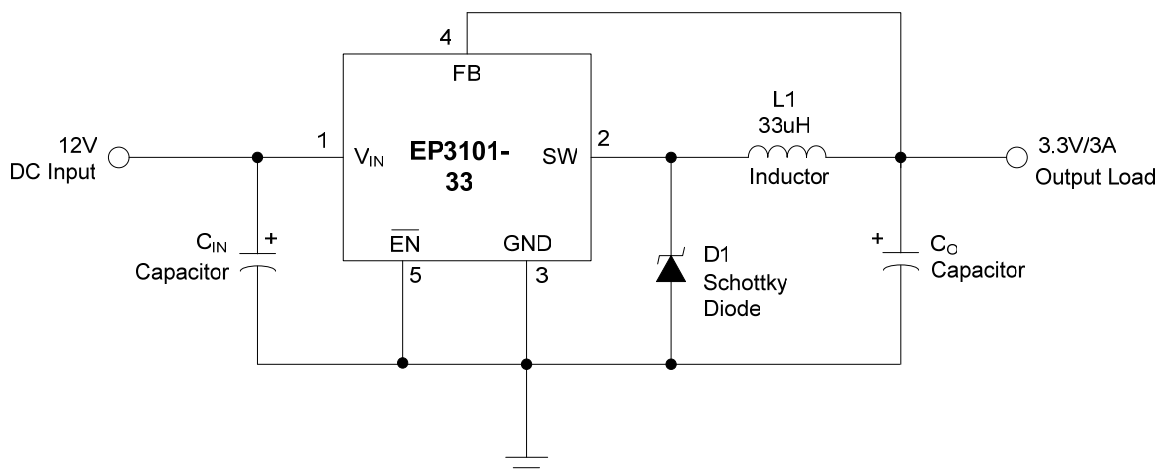 4
FB
12V
DC Input
1
VIN
EP3101-
33
SW
2
L1
33uH
Inductor
3.3V/3A
Output Load
CIN
+
Capacitor
EN
5
GND
3
D1
Schottky
Diode
+
CO
Capacitor